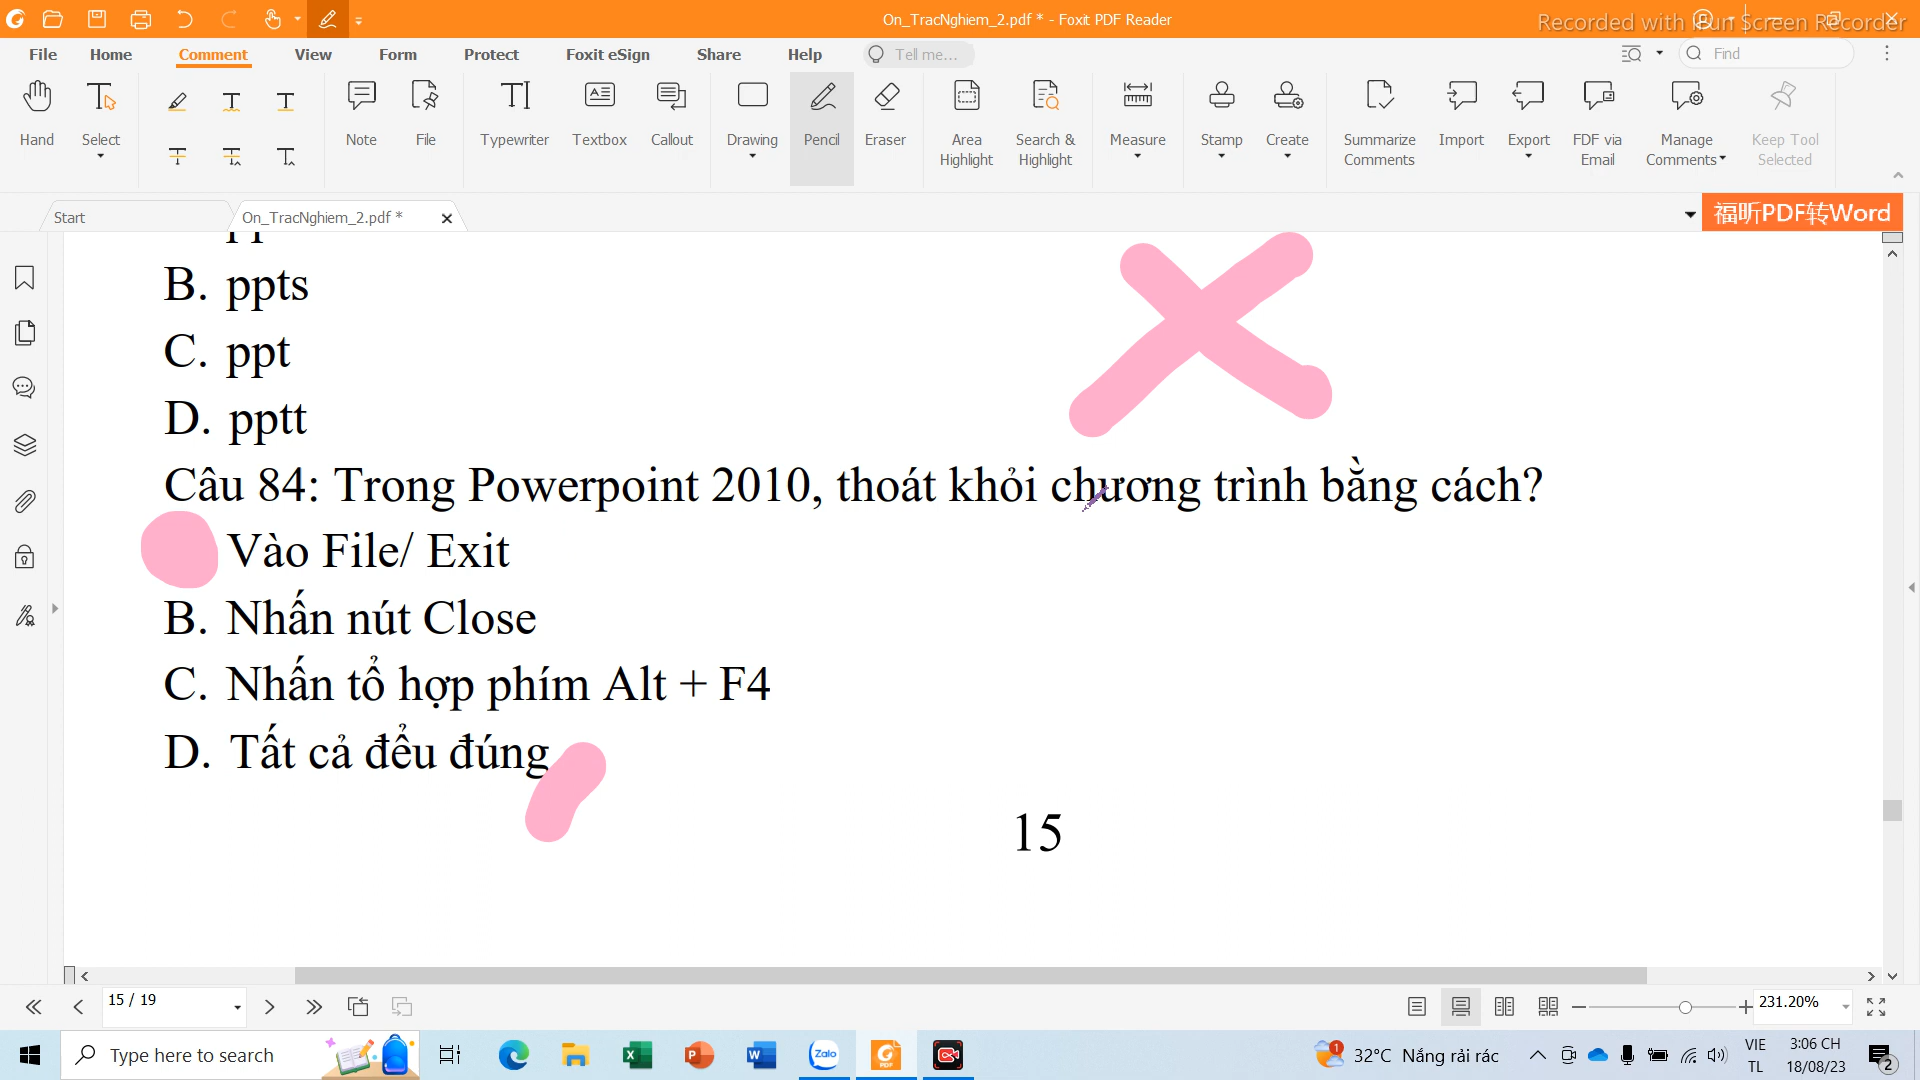 On_TracNghiem_2.pdf * - Foxit PDF Reader
Recorded with iFun Screen Recorder
File Home Comment View Form Protect Foxit eSign Share Help Tell me... Find
Hand Select Note File Typewriter Textbox Callout Drawing Pencil Eraser Area Highlight Search & Highlight Measure Stamp Create Summarize Comments Import Export FDF via Email Manage Comments Keep Tool Selected
Start On_TracNghiem_2.pdf * 福昕PDF转Word
B. ppts
C. ppt
D. pptt
Câu 84: Trong Powerpoint 2010, thoát khỏi chương trình bằng cách?
Vào File/ Exit
B. Nhấn nút Close
C. Nhấn tổ hợp phím Alt + F4
D. Tất cả đểu đúng
15
15 / 19 231.20%
Type here to search Zalo 1 32°C Nắng rải rác VIE 3:06 CH
TL 18/08/23 2